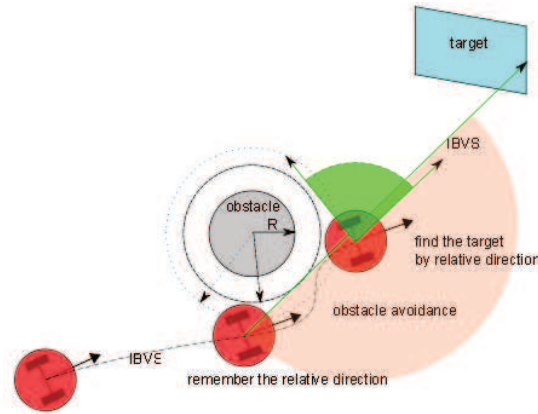 target
IBVS
obstacle
R
find the target
by relative direction
obstacle avoidance
IBVS
remember the relative direction